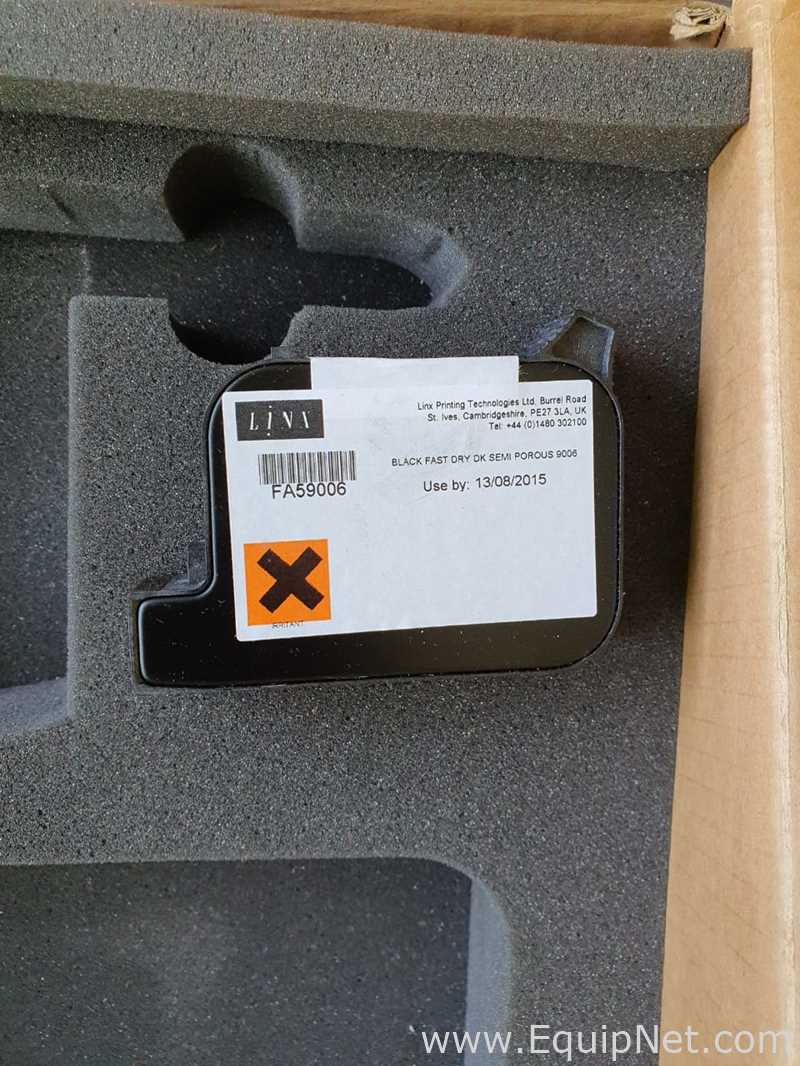 LINX
Linx Printing Technologies Ltd, Burrel Road
St. Ives, Cambridgeshire, PE27 3LA, UK
Tel: +44 (0)1480 302100
BLACK FAST DRY DK SEMI POROUS 9006
FA59006
Use by: 13/08/2015
IRRITANT
www.EquipNet.com